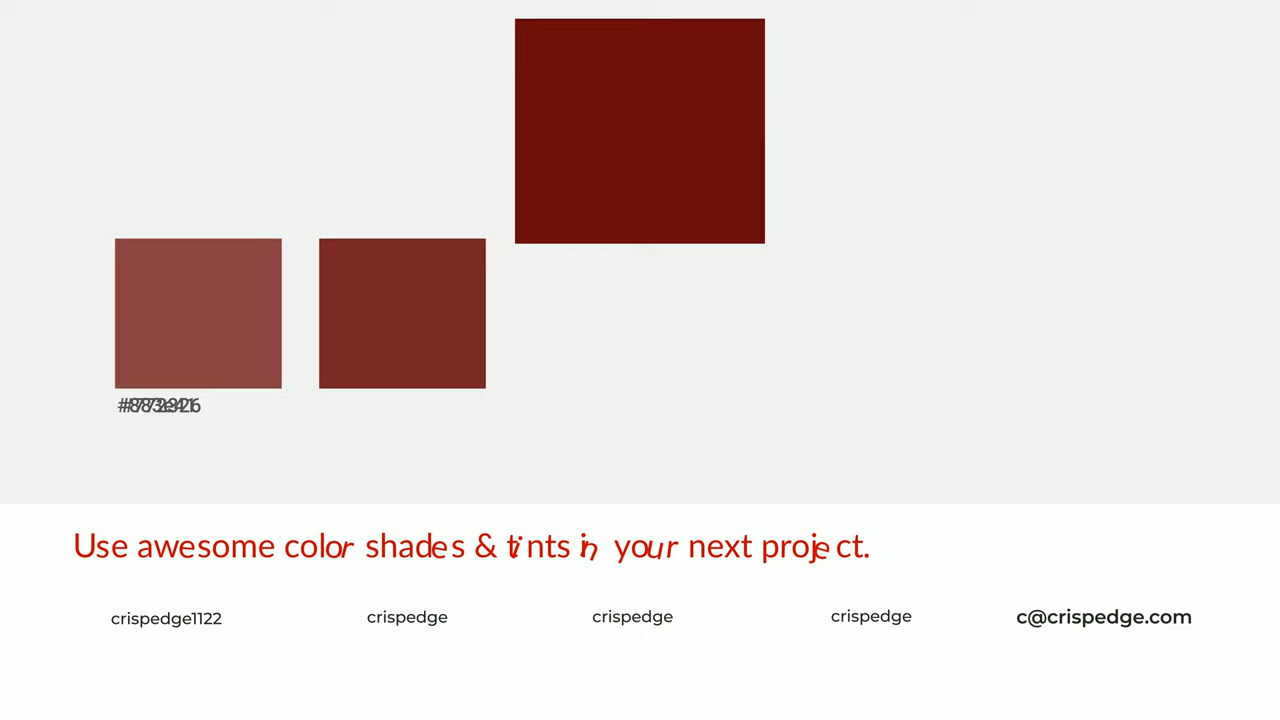 Use awesome color shades & tints in your next project.
crispedge1122 crispedge crispedge crispedge c@crispedge.com